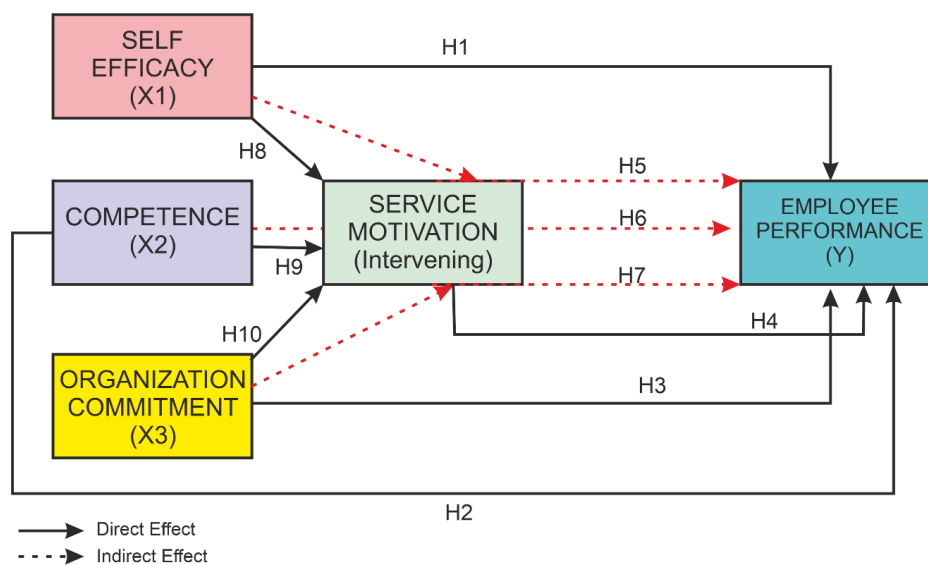 SELF
EFFICACY
(X1)
H1
H8
COMPETENCE
(X2)
H9
SERVICE
MOTIVATION
(Intervening)
H5
H6
H7
EMPLOYEE
PERFORMANCE
(Y)
H10
H4
ORGANIZATION
COMMITMENT
(X3)
H3
H2
Direct Effect
Indirect Effect